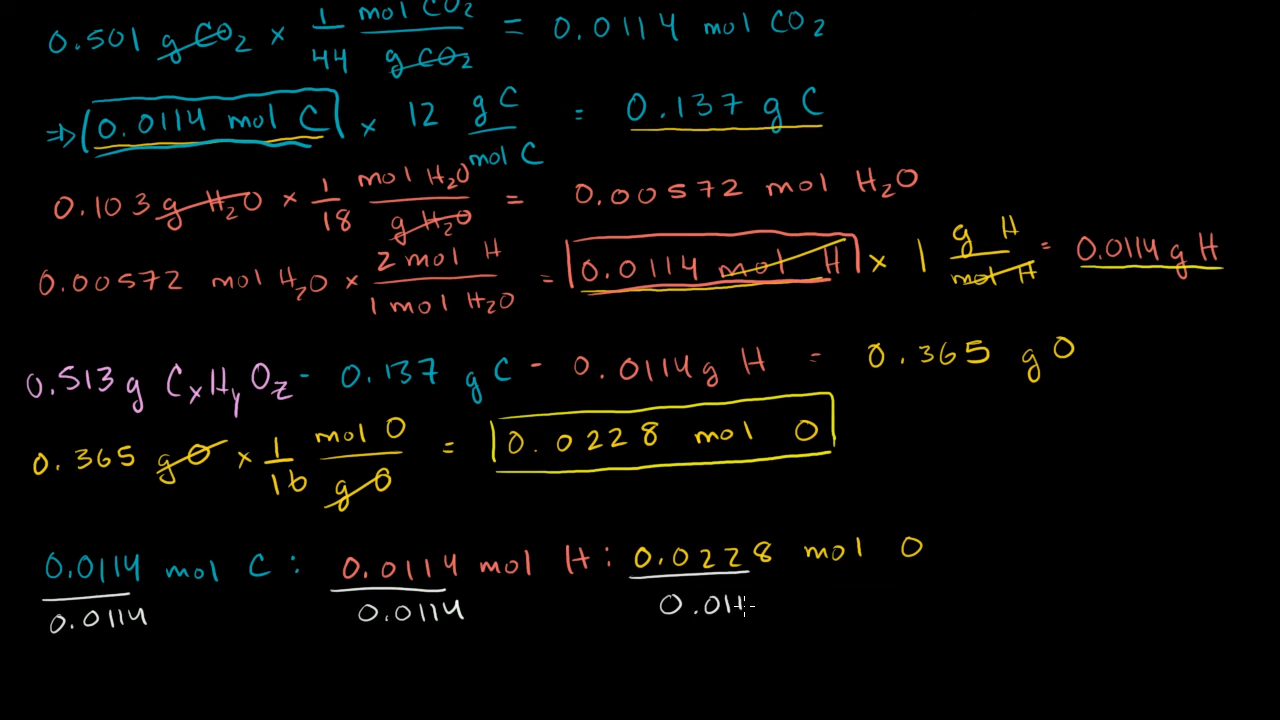 0.501 g CO₂ × 1/44 mol CO₂/g CO₂ = 0.0114 mol CO₂
⇒ 0.0114 mol C × 12 g C/mol C = 0.137 g C
0.103 g H₂O × 1/18 mol H₂O/g H₂O = 0.00572 mol H₂O
0.00572 mol H₂O × 2 mol H/1 mol H₂O = 0.0114 mol H × 1 g H/mol H = 0.0114 g H
0.513 g CₓHᵧO_z - 0.137 g C - 0.0114 g H = 0.365 g O
0.365 g O × 1/16 mol O/g O = 0.0228 mol O
0.0114 mol C : 0.0114 mol H : 0.0228 mol O
0.0114 0.0114 0.011